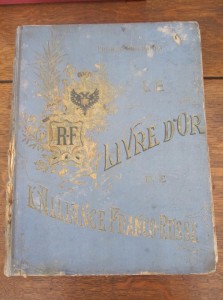 LE
RF
LIVRE D'OR
DE
L'ALLIANCE FRANCO-RUSSE